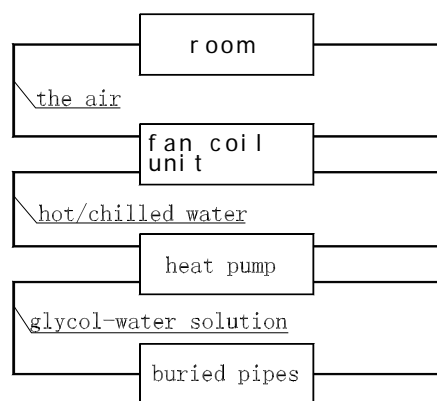 room
the air
fan coil
unit
hot/chilled water
heat pump
glycol-water solution
buried pipes